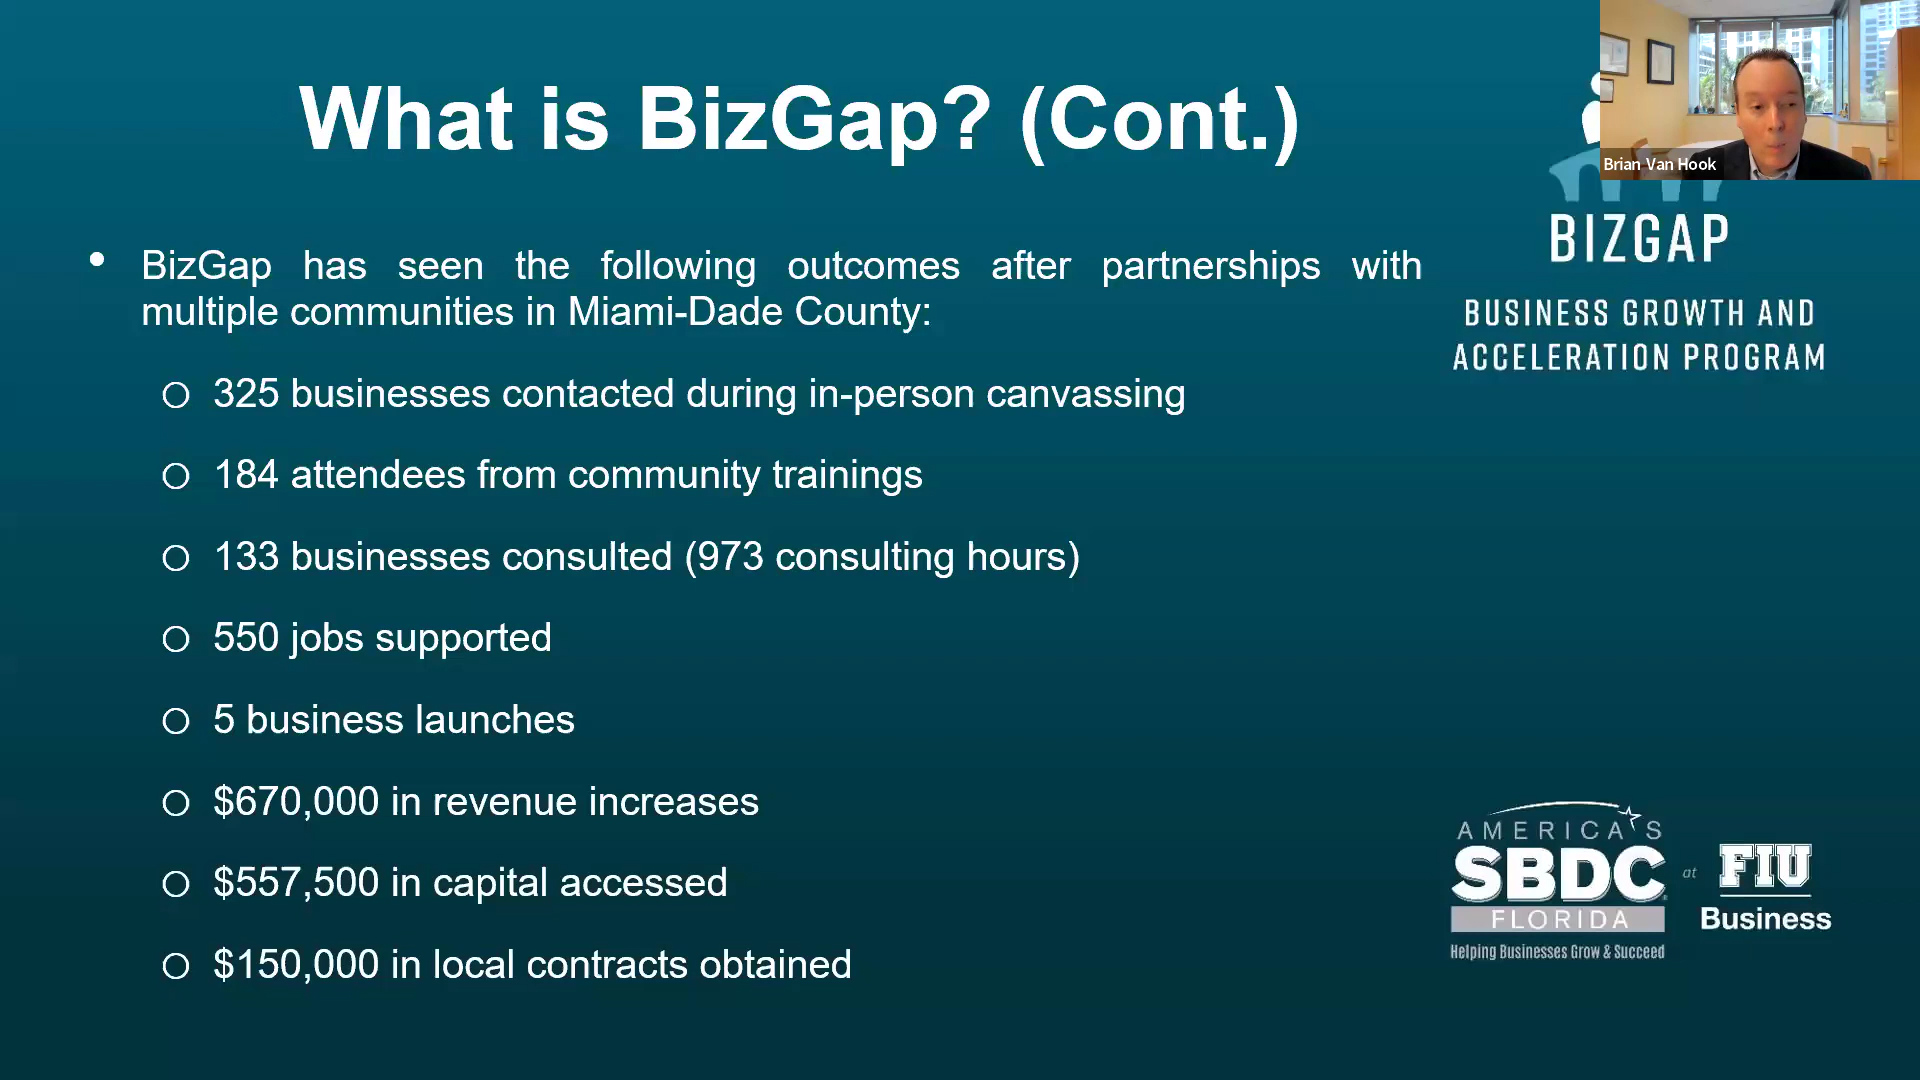 What is BizGap? (Cont.)
Brian Van Hook
• BizGap has seen the following outcomes after partnerships with
multiple communities in Miami-Dade County:
○ 325 businesses contacted during in-person canvassing
○ 184 attendees from community trainings
○ 133 businesses consulted (973 consulting hours)
○ 550 jobs supported
○ 5 business launches
○ $670,000 in revenue increases
○ $557,500 in capital accessed
○ $150,000 in local contracts obtained
BIZGAP
BUSINESS GROWTH AND
ACCELERATION PROGRAM
AMERICA'S
SBDC
FLORIDA
Helping Businesses Grow & Succeed
at
FIU
Business